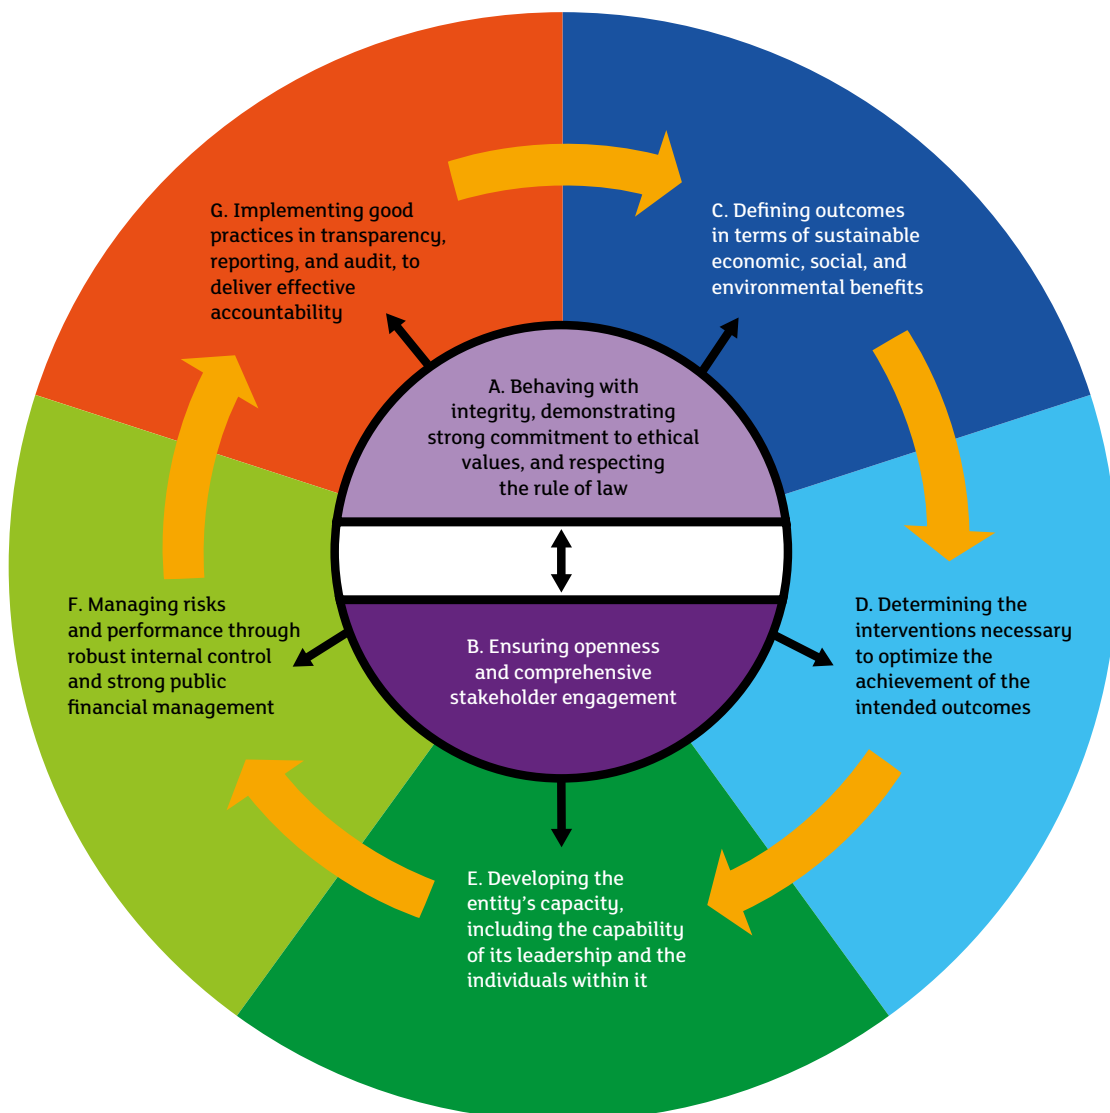 G. Implementing good
practices in transparency,
reporting, and audit, to
deliver effective
accountability
C. Defining outcomes
in terms of sustainable
economic, social, and
environmental benefits
A. Behaving with
integrity, demonstrating
strong commitment to ethical
values, and respecting
the rule of law
F. Managing risks
and performance through
robust internal control
and strong public
financial management
B. Ensuring openness
and comprehensive
stakeholder engagement
D. Determining the
interventions necessary
to optimize the
achievement of the
intended outcomes
E. Developing the
entity’s capacity,
including the capability
of its leadership and the
individuals within it